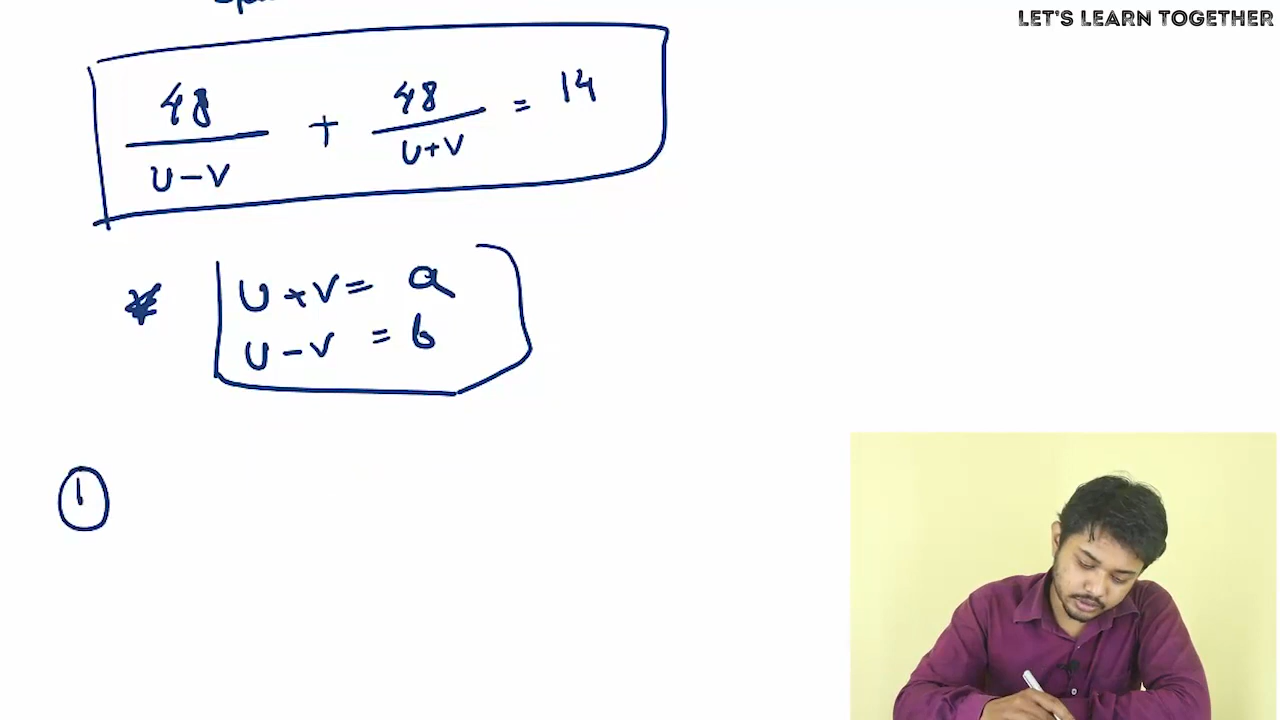 LET'S LEARN TOGETHER
48/(U-V) + 48/(U+V) = 14
* U+V = a
U-V = b
①